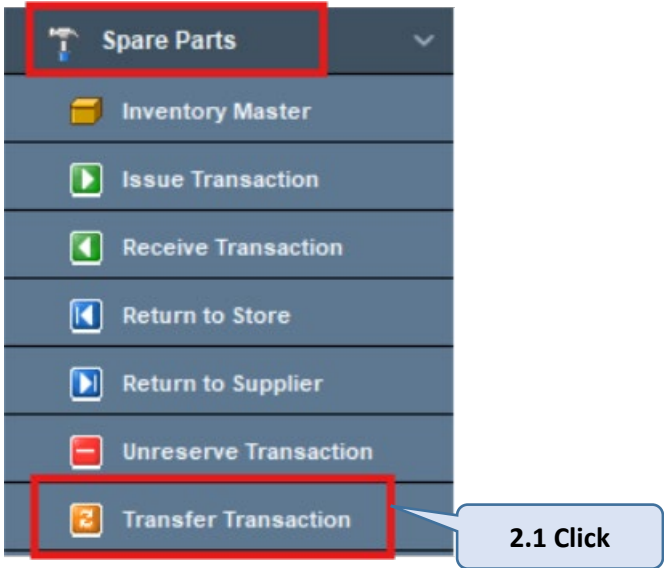 Spare Parts
Inventory Master
Issue Transaction
Receive Transaction
Return to Store
Return to Supplier
Unreserve Transaction
Transfer Transaction
2.1 Click